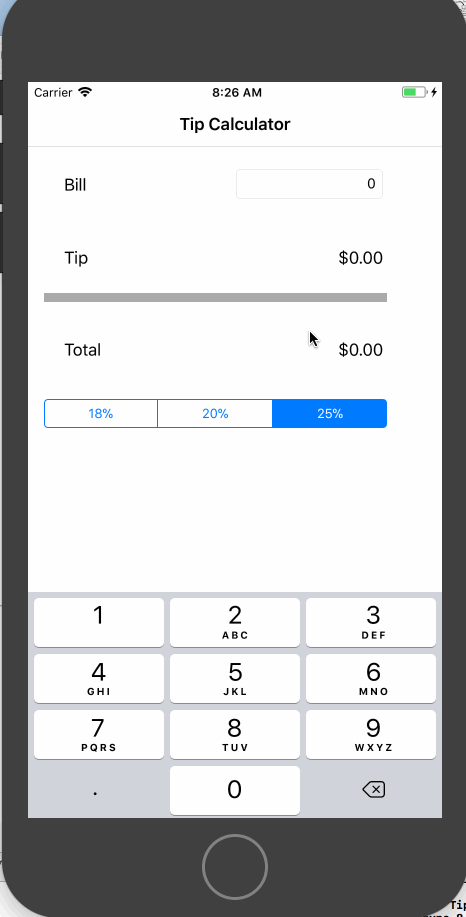 Carrier 8:26 AM
Tip Calculator
Bill 0
Tip $0.00
Total $0.00
18% 20% 25%
1 2 3
ABC DEF
4 5 6
GHI JKL MNO
7 8 9
PQRS TUV WXYZ
. 0
Tip